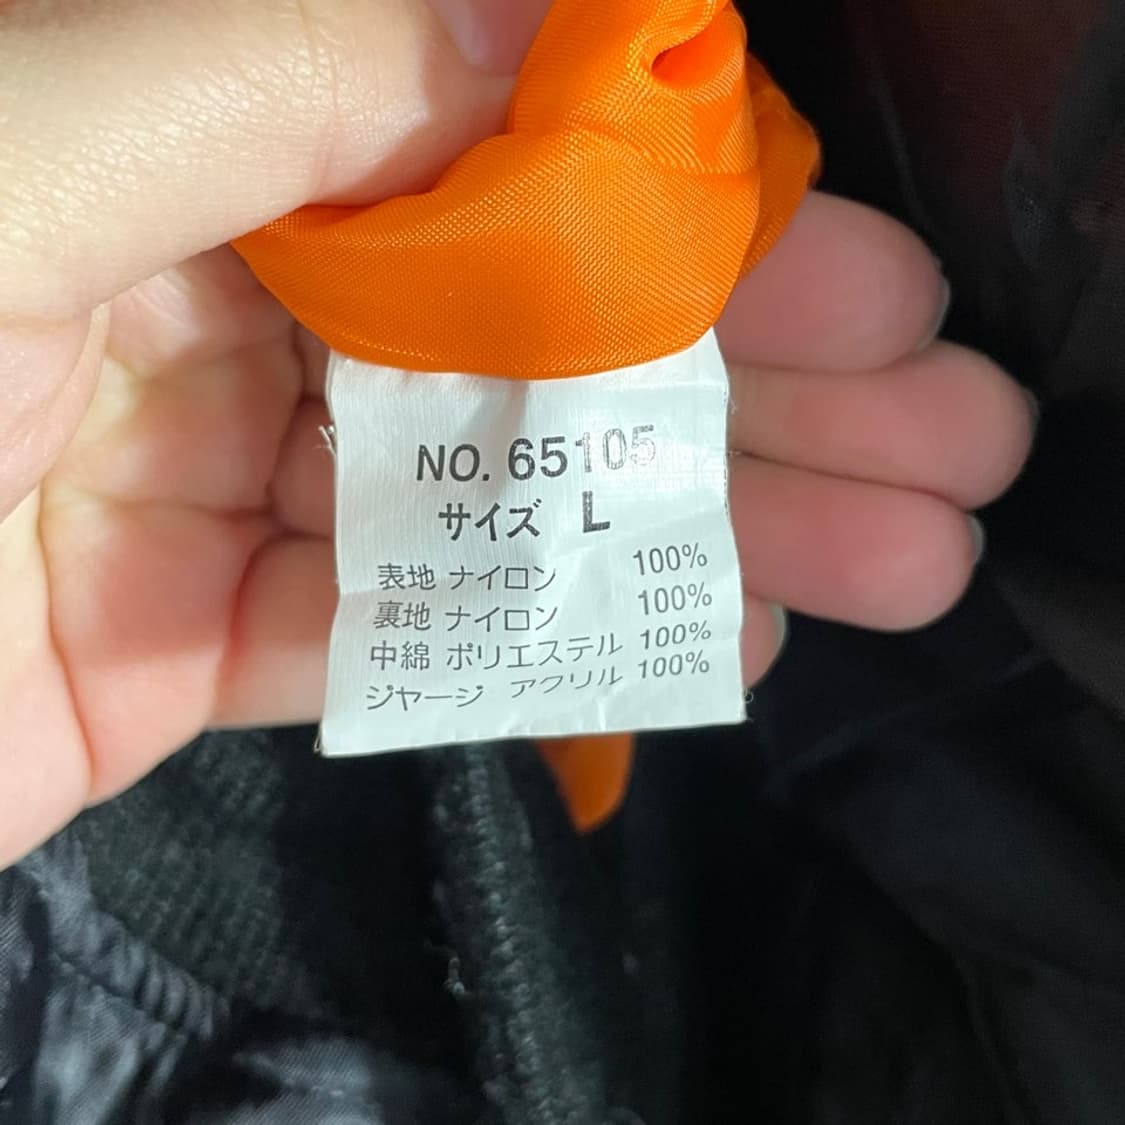 NO. 65105
サイズ L
表地 ナイロン 100%
裏地 ナイロン 100%
中綿 ポリエステル 100%
ジャージ アクリル 100%